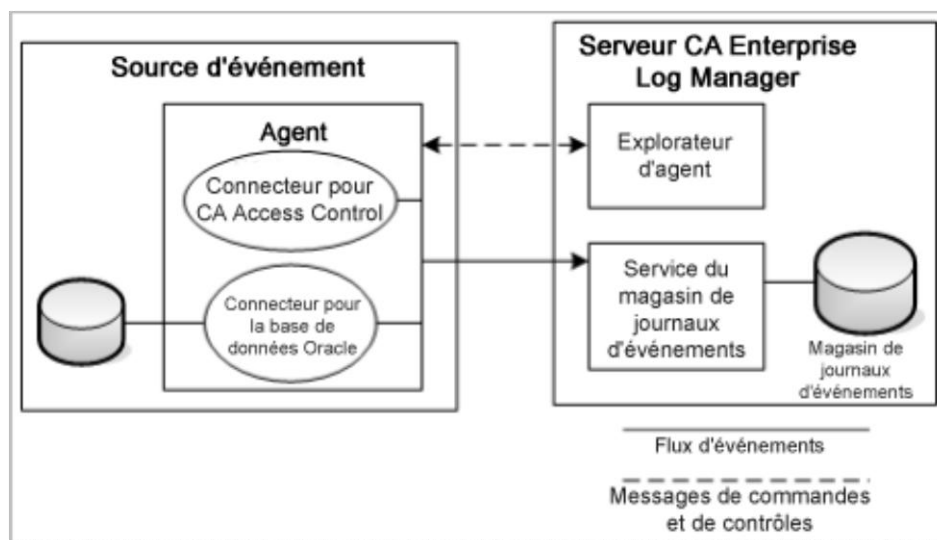 Source d'événement
Agent
Connecteur pour
CA Access Control
Connecteur pour
la base de
données Oracle
Serveur CA Enterprise
Log Manager
Explorateur
d'agent
Service du
magasin de
journaux
d'événements
Magasin de
journaux
d'événements
Flux d'événements
Messages de commandes
et de contrôles